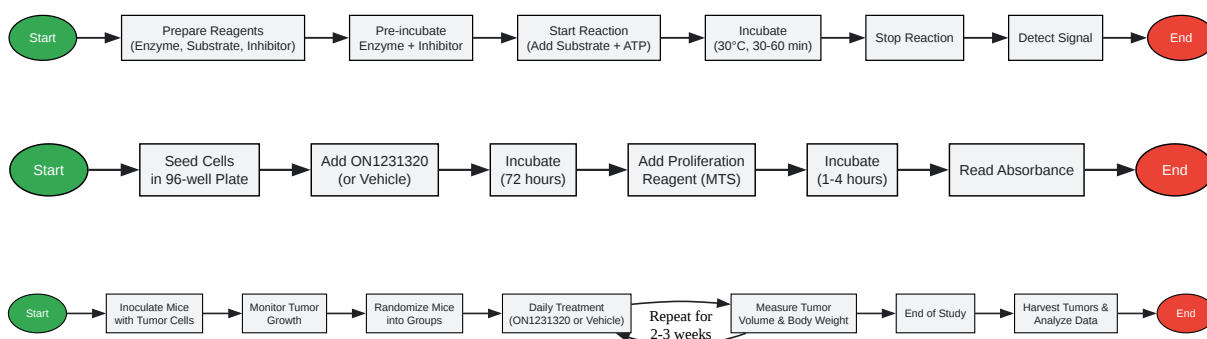 Start
Prepare Reagents
(Enzyme, Substrate, Inhibitor)
Pre-incubate
Enzyme + Inhibitor
Start Reaction
(Add Substrate + ATP)
Incubate
(30°C, 30-60 min)
Stop Reaction
Detect Signal
End
Start
Seed Cells
in 96-well Plate
Add ON1231320
(or Vehicle)
Incubate
(72 hours)
Add Proliferation
Reagent (MTS)
Incubate
(1-4 hours)
Read Absorbance
End
Start
Inoculate Mice
with Tumor Cells
Monitor Tumor
Growth
Randomize Mice
into Groups
Daily Treatment
(ON1231320 or Vehicle)
Repeat for
2-3 weeks
Measure Tumor
Volume & Body Weight
End of Study
Harvest Tumors &
Analyze Data
End